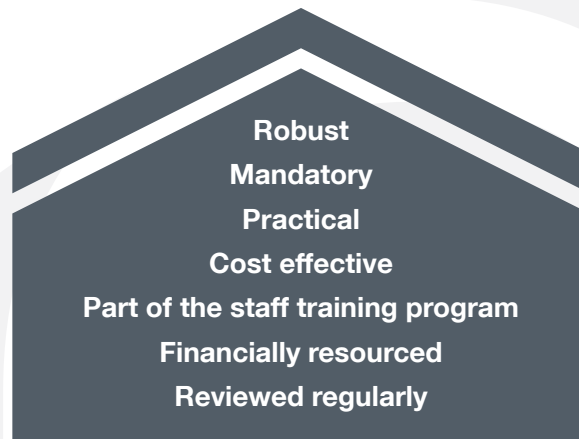 Robust
Mandatory
Practical
Cost effective
Part of the staff training program
Financially resourced
Reviewed regularly